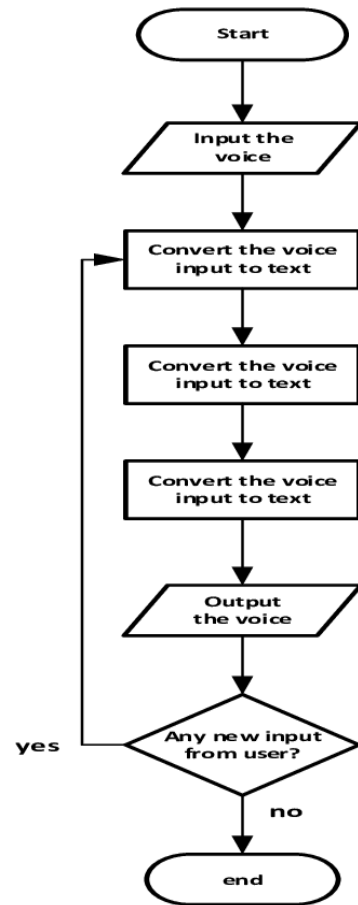 Start
Input the
voice
Convert the voice
input to text
Convert the voice
input to text
Convert the voice
input to text
Output
the voice
Any new input
from user?
yes
no
end